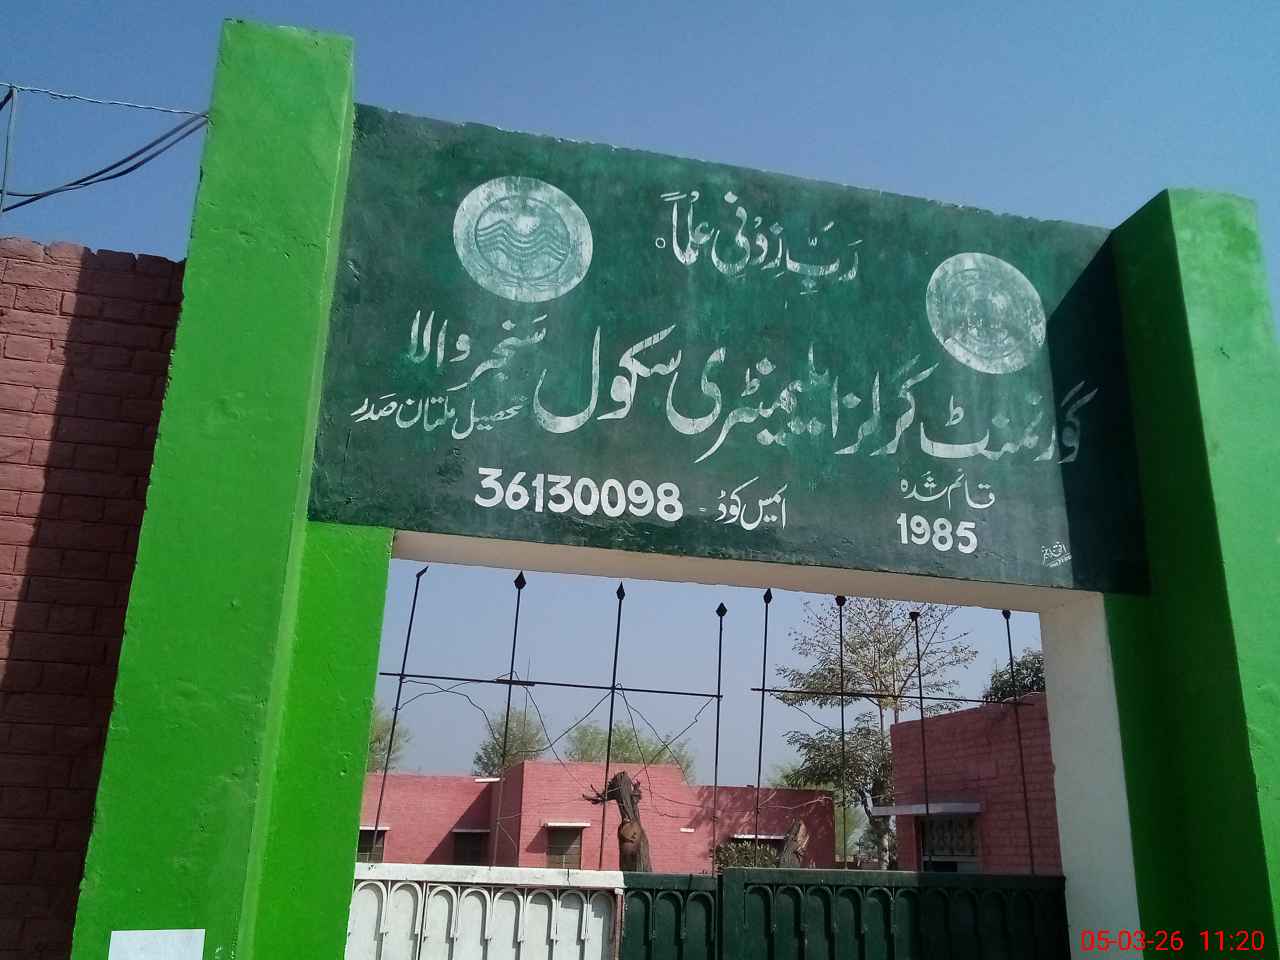 رَبِّ زِدْنِی عِلْماً
گورنمنٹ گرلز ایلیمنٹری سکول سنجر والا
تحصیل ملتان صدر
قائم شدہ
1985
ایمیس کوڈ - 36130098
05-03-26 11:20